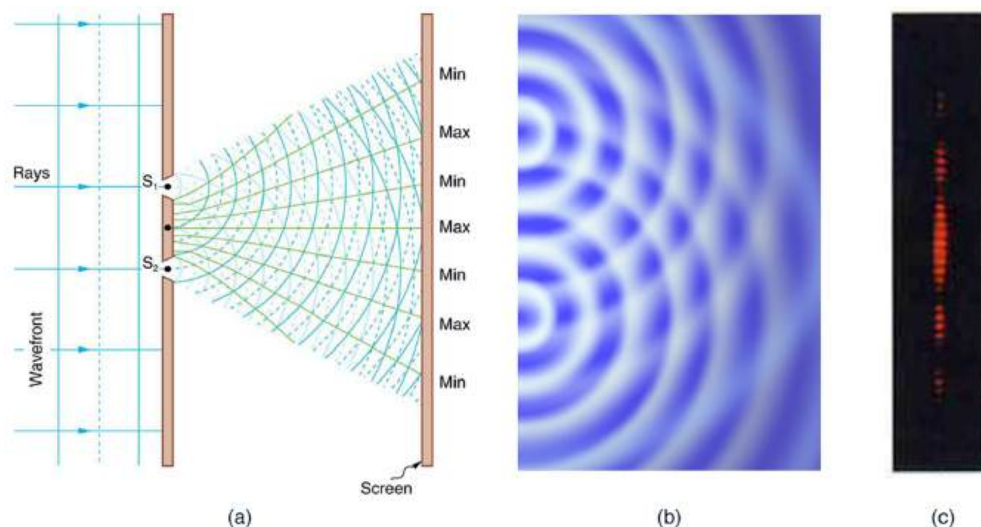 Min
Max
Rays
S1
Min
Max
S2
Min
Max
Wavefront
Min
Screen
(a)
(b)
(c)